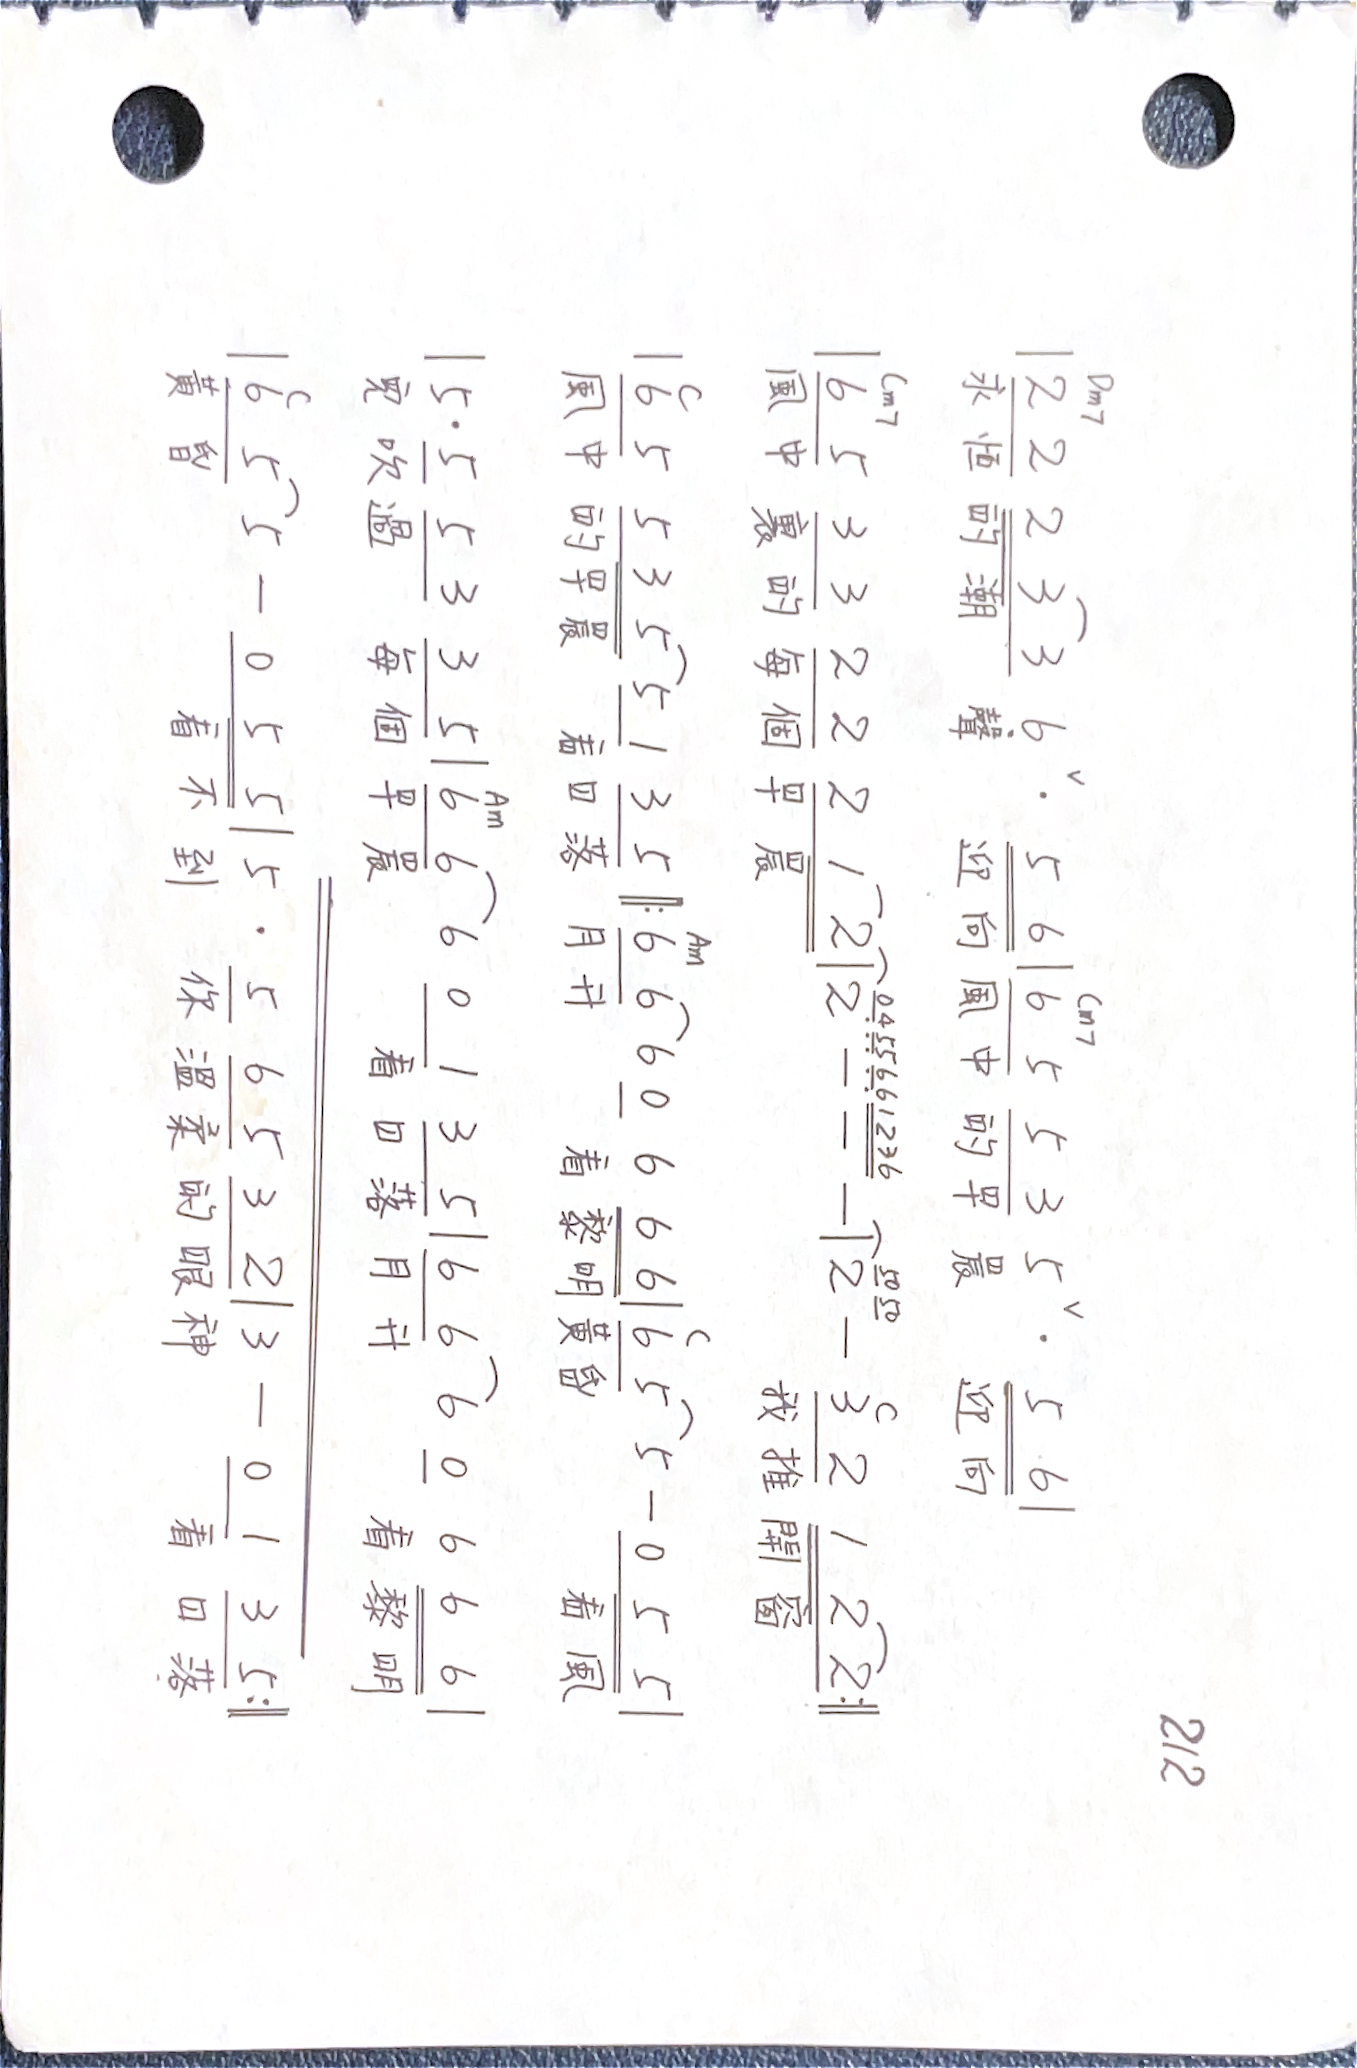 212
Dm7 Cm7
|2 2 2 3 3 6 v · 5 6|6 5 5 3 5 v · 5 6|
永恒的潮 聲 迎向風中的早晨 迎向
Cm7 0455661236 5050 C
|6 5 3 3 2 2 2 1 2|2 – – –|2 – 3 2 1 2 2:‖
風中裏的每個早晨 我推開窗
C Am C
|6 5 5 3 5 5 1 3 5 ‖:6 6 6 0 6 6 6|6 5 5 – 0 5 5|
風中的早晨 看日落 月升 看黎明黃昏 看風
Am
|5·5 5 3 3 5|6 6 6 0 1 3 5|6 6 6 0 6 6 6|
兒吹過 每個早晨 看日落月升 看黎明
C
|6 5 5 – 0 5 5|5 · 5 6 5 3 2|3 – 0 1 3 5:‖
黃昏 看不到 你溫柔的眼神 看日落